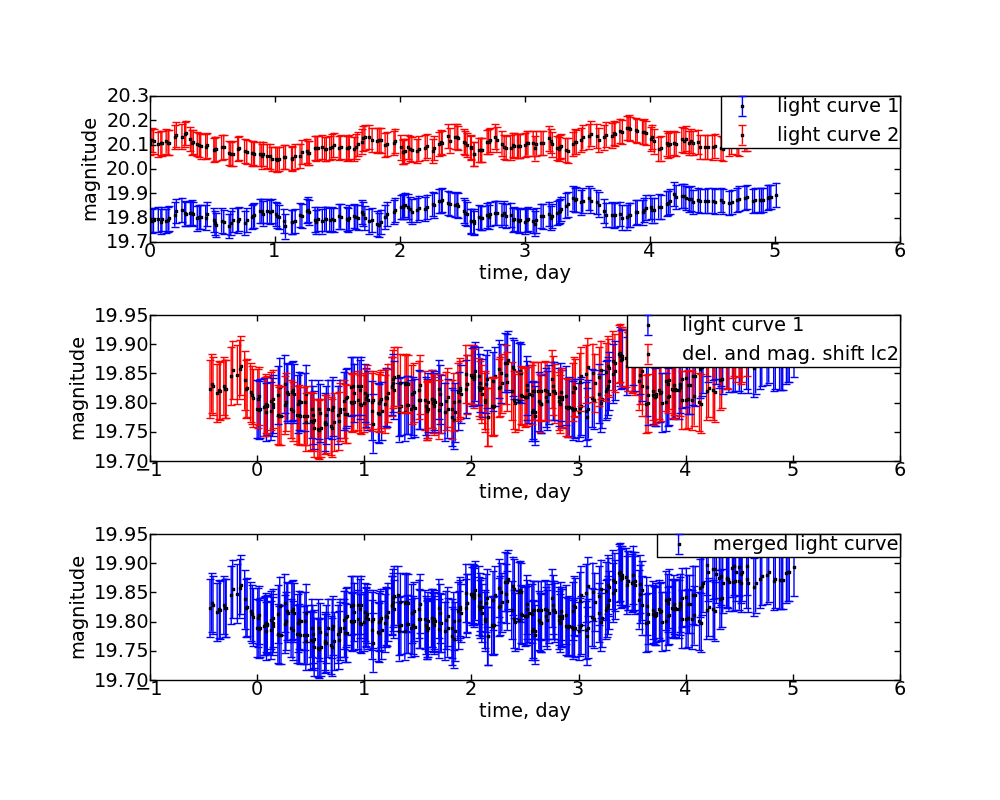 20.3
20.2
20.1
20.0
19.9
19.8
19.7
magnitude
light curve 1
light curve 2
0 1 2 3 4 5 6
time, day
19.95
19.90
19.85
19.80
19.75
19.70
magnitude
light curve 1
del. and mag. shift lc2
−1 0 1 2 3 4 5 6
time, day
19.95
19.90
19.85
19.80
19.75
19.70
magnitude
merged light curve
−1 0 1 2 3 4 5 6
time, day